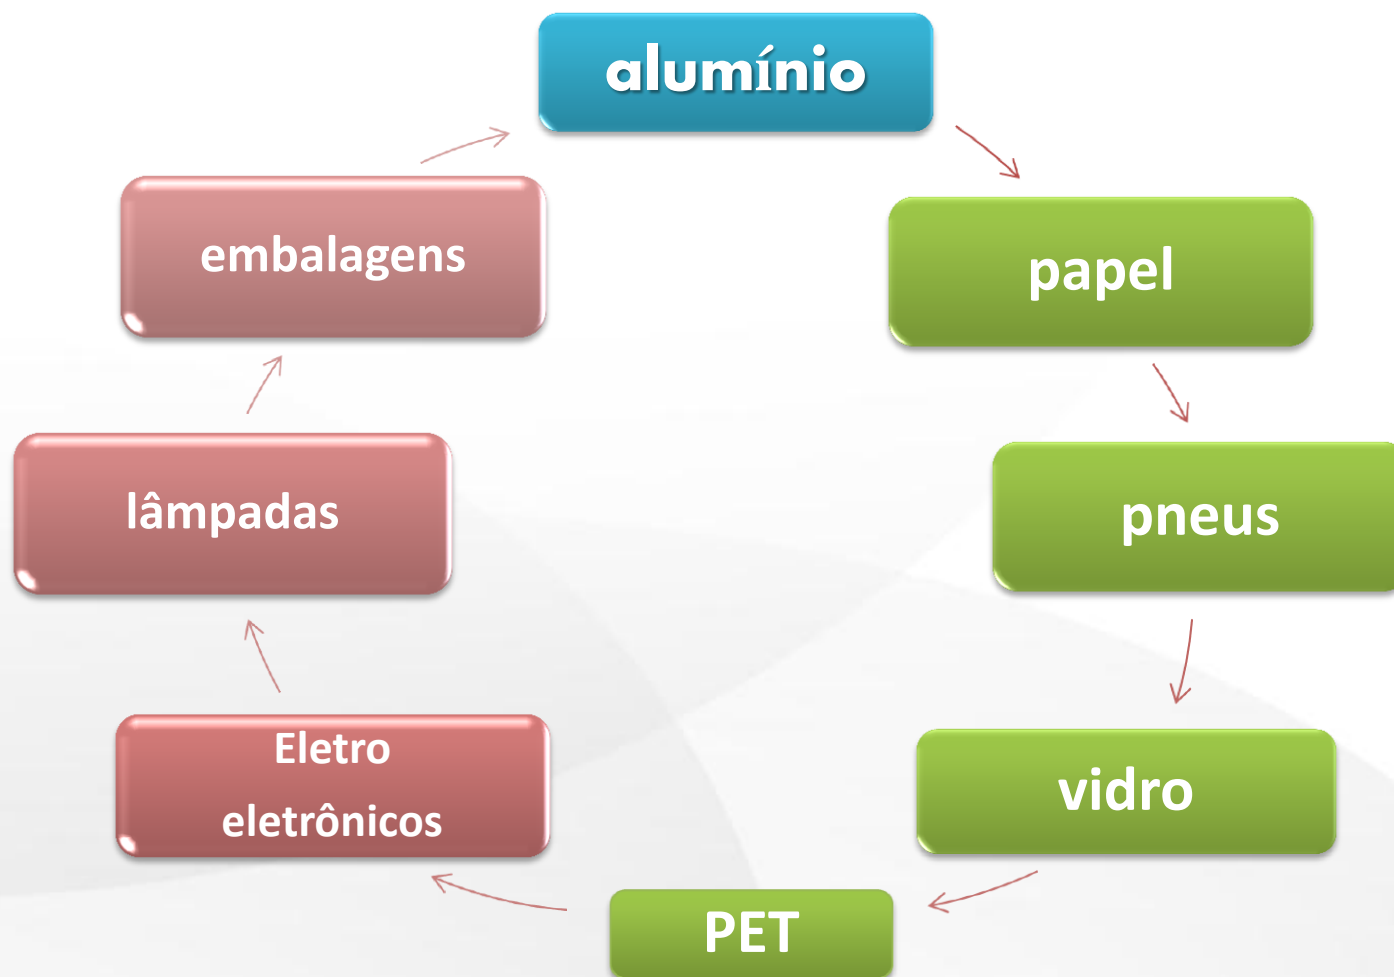 alumínio
papel
pneus
vidro
PET
Eletro
eletrônicos
lâmpadas
embalagens